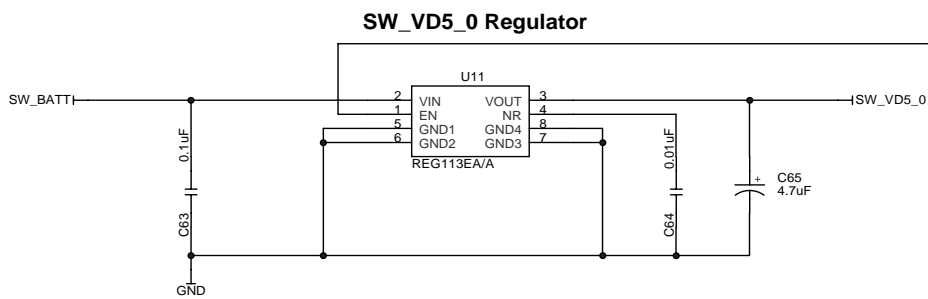 SW_VD5_0 Regulator
U11
SW_BATT
2 VIN VOUT 3
SW_VD5_0
1 EN NR 4
5 GND1 GND4 8
6 GND2 GND3 7
REG113EA/A
0.1uF
C63
0.01uF
C64
+
C65
4.7uF
GND